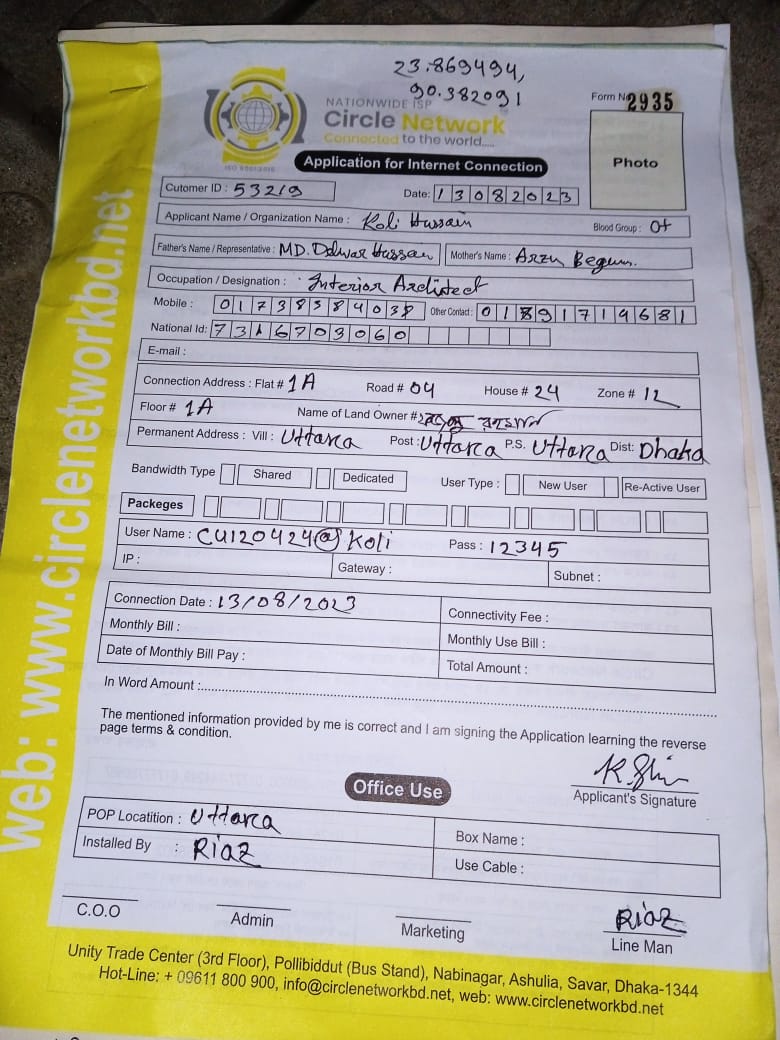 23.869494,
90.382091
NATIONWIDE ISP
Circle Network
Connected to the world.....
ISO 9001:2015
Form No 2935
Photo
Application for Internet Connection
Cutomer ID : 53219 Date: 13082023
Applicant Name / Organization Name : Koli Hussain Blood Group : O+
Father's Name / Representative : MD. Delwar Hussan Mother's Name : Arzu Begum.
Occupation / Designation : Interior Architect
Mobile : 01738584038 Other Contact : 01891719681
National Id: 7316703060
E-mail :
Connection Address : Flat # 1A Road # 04 House # 24 Zone # 12
Floor # 1A Name of Land Owner #
Permanent Address : Vill : Uttara Post : Uttara P.S. Uttara Dist: Dhaka
Bandwidth Type Shared Dedicated User Type : New User Re-Active User
Packeges
User Name : CU120424@Koli Pass : 12345
IP : Gateway : Subnet :
Connection Date : 13/08/2023 Connectivity Fee :
Monthly Bill : Monthly Use Bill :
Date of Monthly Bill Pay : Total Amount :
In Word Amount :
The mentioned information provided by me is correct and I am signing the Application learning the reverse
page terms & condition.
Applicant's Signature
Office Use
POP Locatition : Uttara Box Name :
Installed By : Riaz Use Cable :
Riaz
C.O.O Admin Marketing Line Man
Unity Trade Center (3rd Floor), Pollibiddut (Bus Stand), Nabinagar, Ashulia, Savar, Dhaka-1344
Hot-Line: + 09611 800 900, info@circlenetworkbd.net, web: www.circlenetworkbd.net
web: www.circlenetworkbd.net